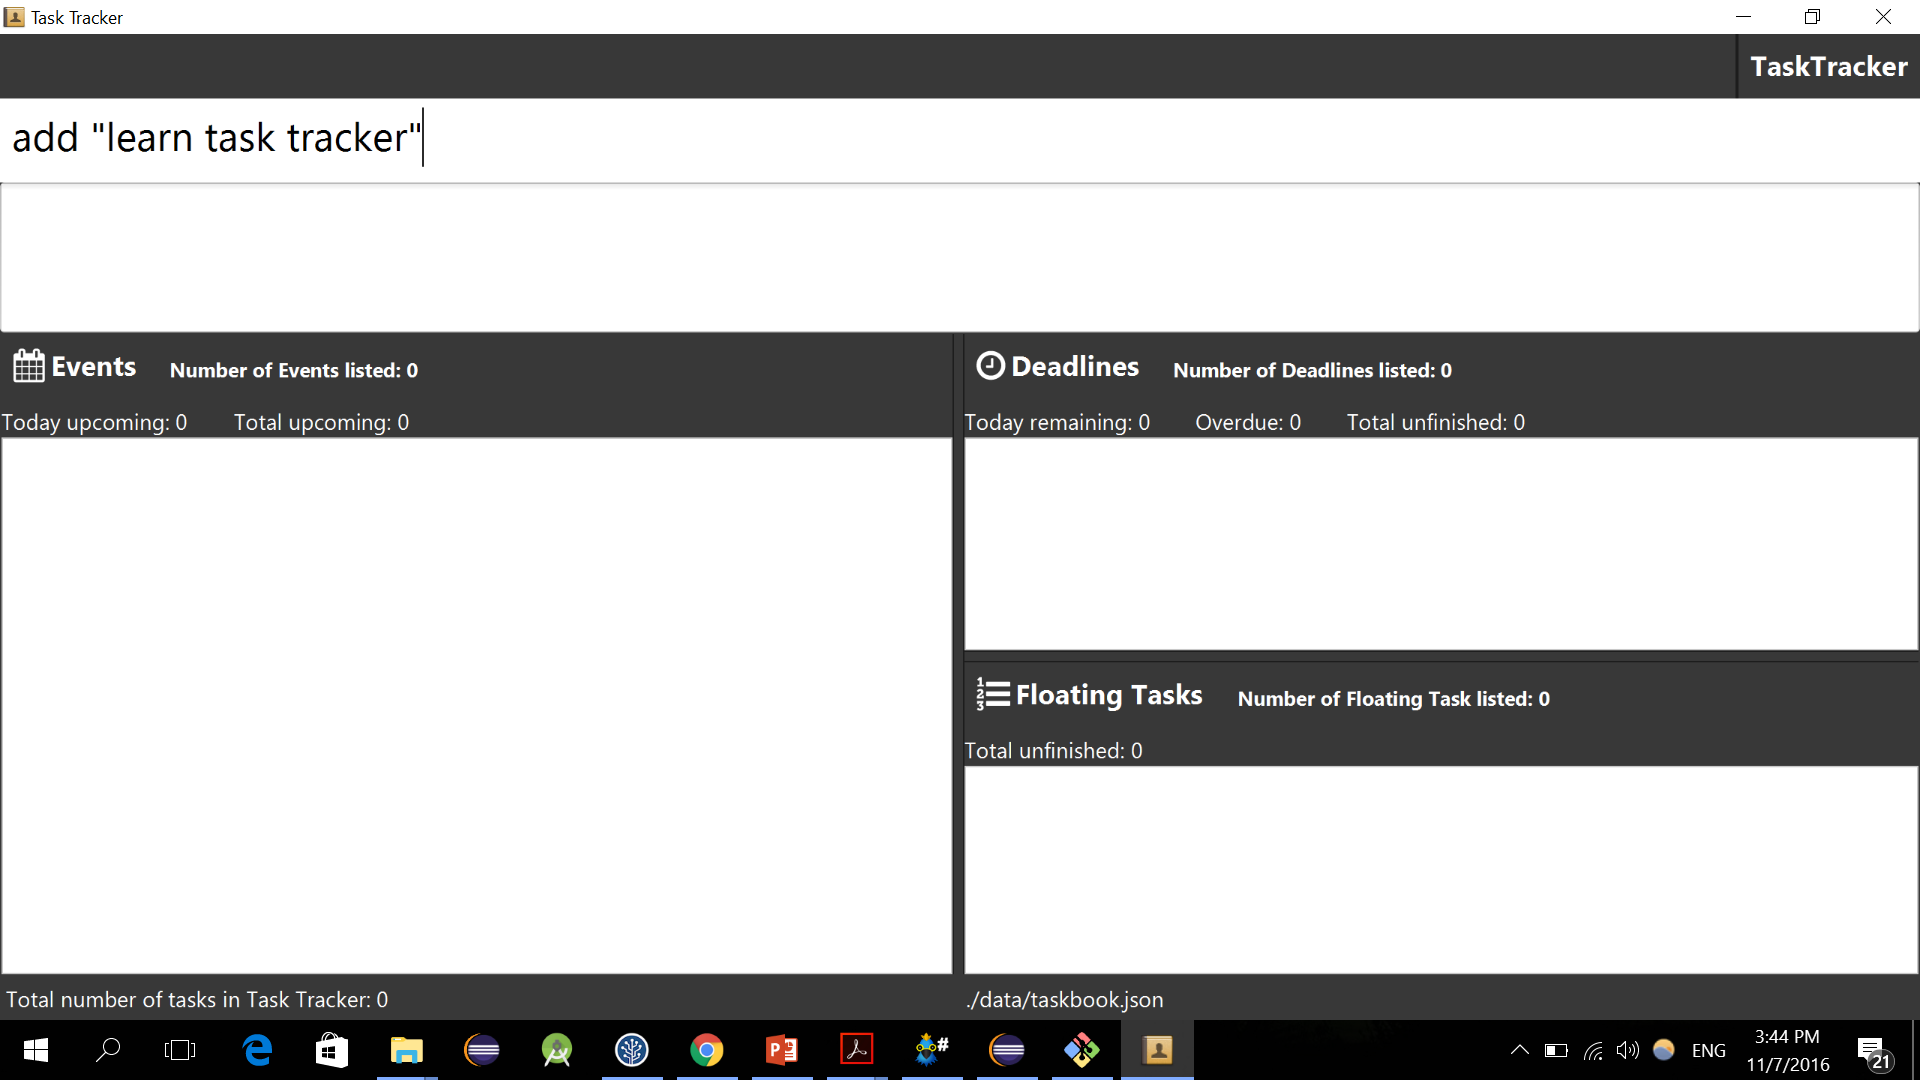 Task Tracker
TaskTracker
add "learn task tracker"
Events Number of Events listed: 0
Today upcoming: 0 Total upcoming: 0
Deadlines Number of Deadlines listed: 0
Today remaining: 0 Overdue: 0 Total unfinished: 0
1 2 3 Floating Tasks Number of Floating Task listed: 0
Total unfinished: 0
Total number of tasks in Task Tracker: 0
./data/taskbook.json
e P # ENG
3:44 PM
11/7/2016
21